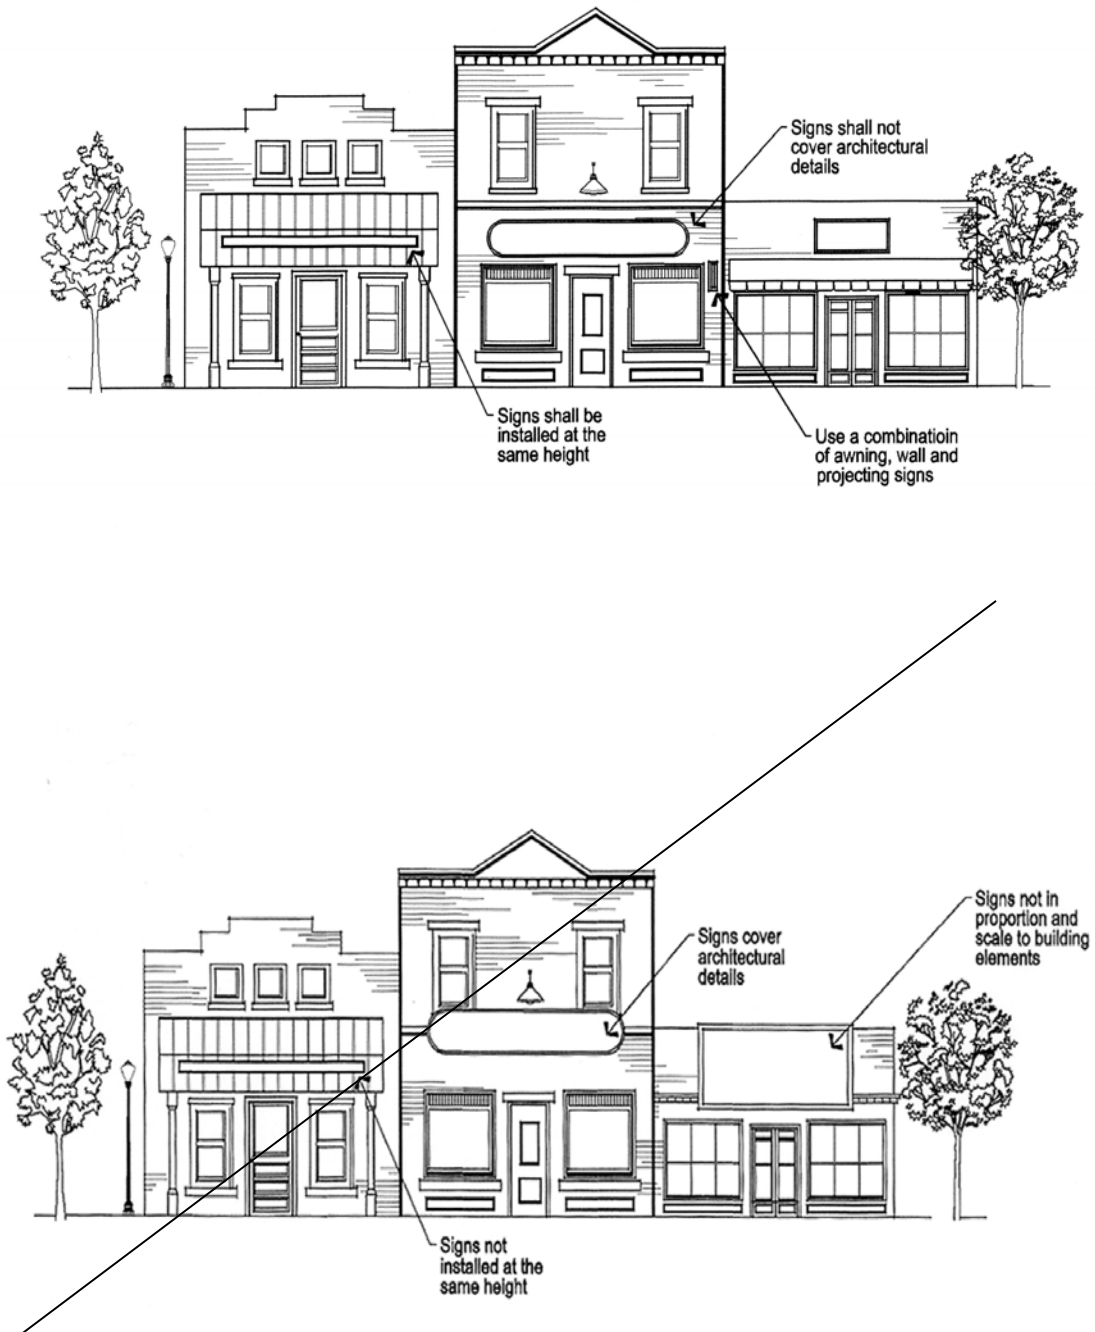 Signs shall not
cover architectural
details
Signs shall be
installed at the
same height
Use a combinatioin
of awning, wall and
projecting signs
Signs not in
proportion and
scale to building
elements
Signs cover
architectural
details
Signs not
installed at the
same height